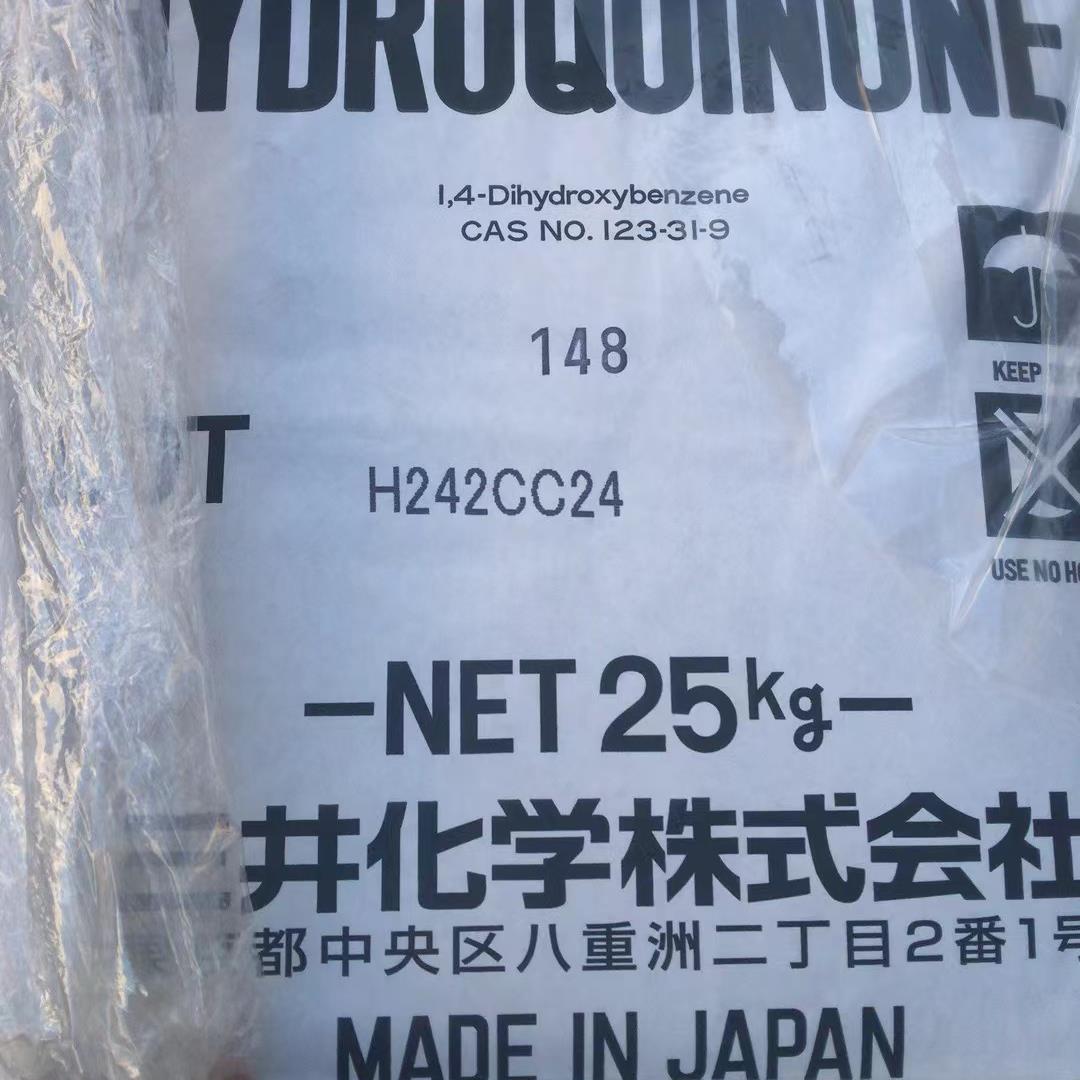 YDROQUINONE
1,4-Dihydroxybenzene
CAS NO. 123-31-9
148
KEEP
T
H242CC24
USE NO HO
—NET 25kg—
三井化学株式会社
都中央区八重洲二丁目2番1号
MADE IN JAPAN